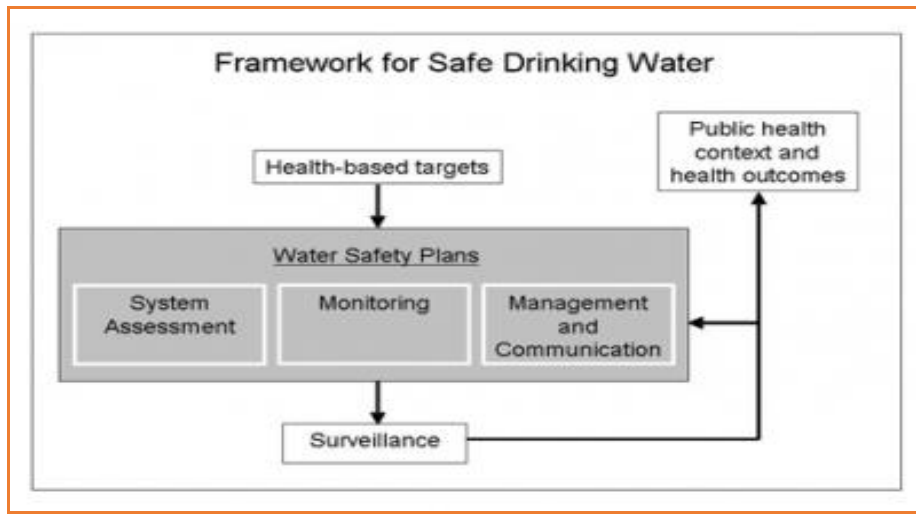 Framework for Safe Drinking Water
Public health
context and
health outcomes
Health-based targets
Water Safety Plans
System
Assessment
Monitoring
Management
and
Communication
Surveillance